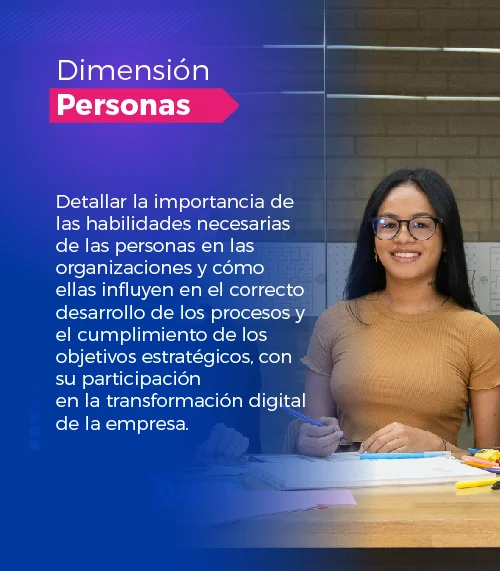 Dimensión
Personas
Detallar la importancia de
las habilidades necesarias
de las personas en las
organizaciones y cómo
ellas influyen en el correcto
desarrollo de los procesos y
el cumplimiento de los
objetivos estratégicos, con
su participación
en la transformación digital
de la empresa.